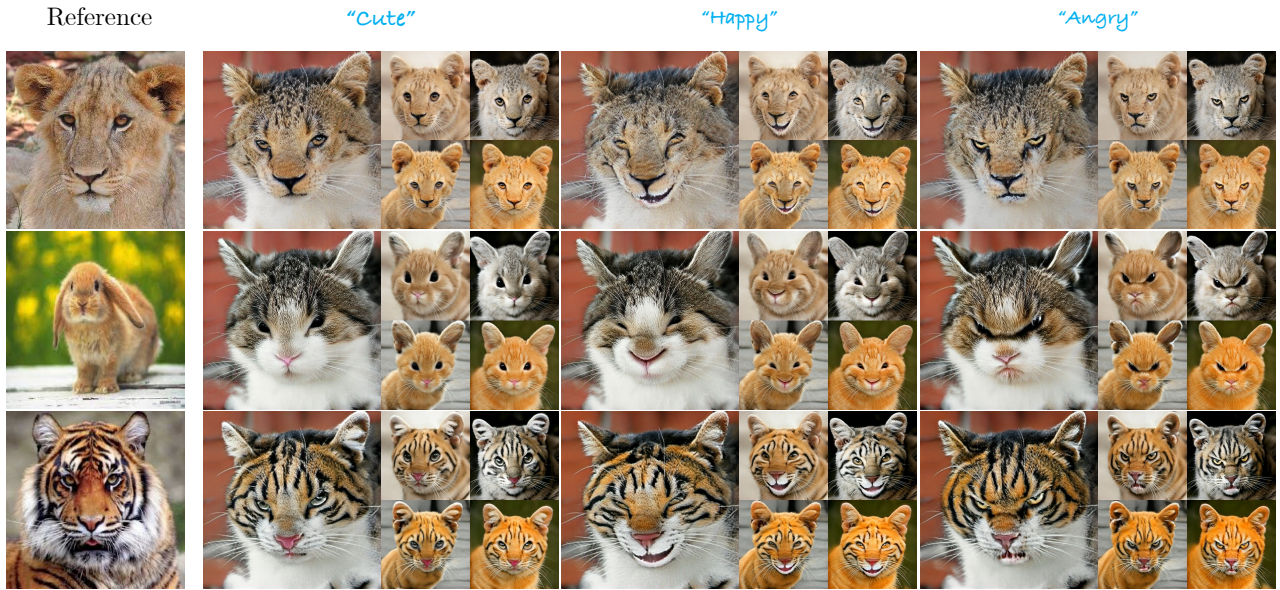 Reference
“Cute”
“Happy”
“Angry”